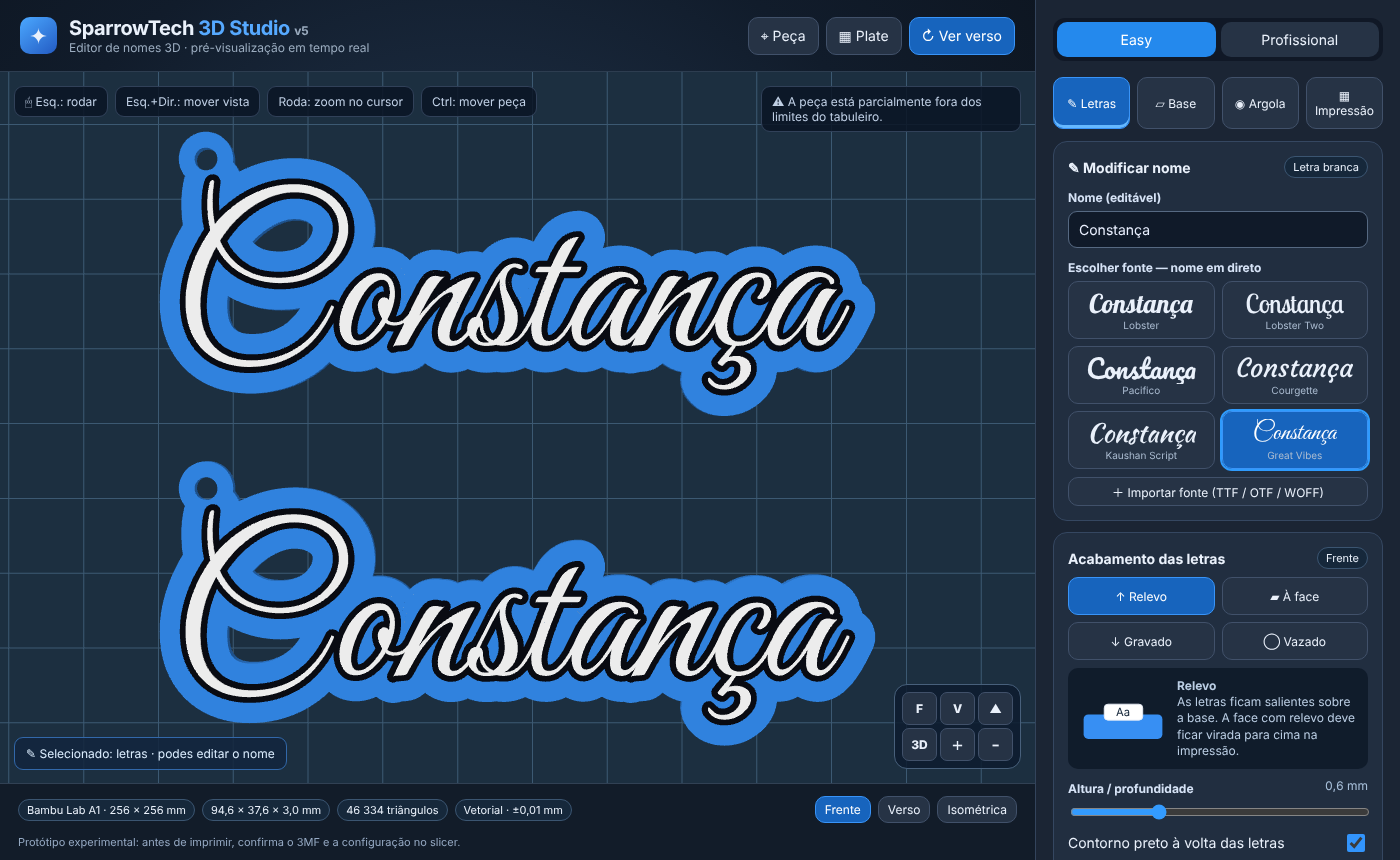 SparrowTech 3D Studio v5
Editor de nomes 3D · pré-visualização em tempo real
Peça
Plate
Ver verso
Esq.: rodar
Esq.+Dir.: mover vista
Roda: zoom no cursor
Ctrl: mover peça
⚠ A peça está parcialmente fora dos
limites do tabuleiro.
Constança
Constança
F
V
▲
3D
+
-
✎ Selecionado: letras · podes editar o nome
Bambu Lab A1 · 256 × 256 mm
94,6 × 37,6 × 3,0 mm
46 334 triângulos
Vetorial · ±0,01 mm
Frente
Verso
Isométrica
Protótipo experimental: antes de imprimir, confirma o 3MF e a configuração no slicer.
Easy
Profissional
✎ Letras
▱ Base
◉ Argola
▦
Impressão
✎ Modificar nome
Letra branca
Nome (editável)
Constança
Escolher fonte — nome em direto
Constança
Lobster
Constança
Lobster Two
Constança
Pacifico
Constança
Courgette
Constança
Kaushan Script
Constança
Great Vibes
+ Importar fonte (TTF / OTF / WOFF)
Acabamento das letras
Frente
↑ Relevo
▰ À face
↓ Gravado
◯ Vazado
Aa
Relevo
As letras ficam salientes sobre
a base. A face com relevo deve
ficar virada para cima na
impressão.
Altura / profundidade
0,6 mm
Contorno preto à volta das letras